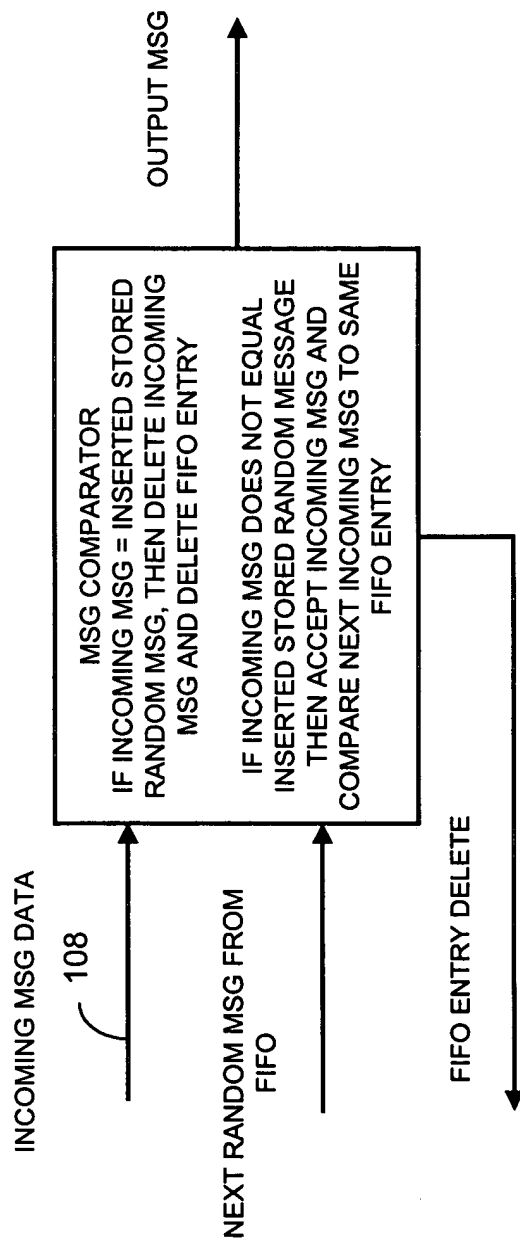 INCOMING MSG DATA
108
NEXT RANDOM MSG FROM
FIFO
MSG COMPARATOR
IF INCOMING MSG = INSERTED STORED
RANDOM MSG, THEN DELETE INCOMING
MSG AND DELETE FIFO ENTRY
IF INCOMING MSG DOES NOT EQUAL
INSERTED STORED RANDOM MESSAGE
THEN ACCEPT INCOMING MSG AND
COMPARE NEXT INCOMING MSG TO SAME
FIFO ENTRY
OUTPUT MSG
FIFO ENTRY DELETE